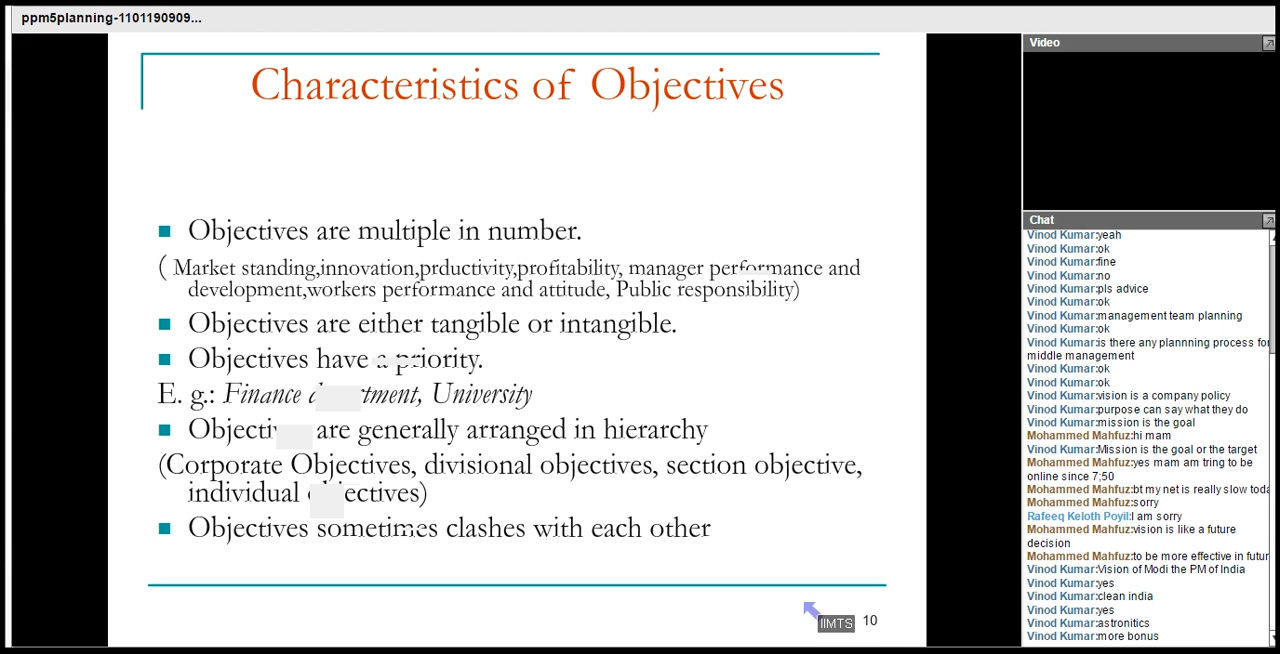 ppm5planning-1101190909...
Characteristics of Objectives
■ Objectives are multiple in number.
( Market standing,innovation,prductivity,profitability, manager performance and
development,workers performance and attitude, Public responsibility)
■ Objectives are either tangible or intangible.
■ Objectives have a priority.
E. g.: Finance University
■ are generally arranged in hierarchy
(Corporate Objectives, divisional objectives, section objective,
individual
■ Objectives sometimes clashes with each other
IIMTS 10
Video
Chat
Vinod Kumar:yeah
Vinod Kumar:ok
Vinod Kumar:fine
Vinod Kumar:no
Vinod Kumar:pls advice
Vinod Kumar:ok
Vinod Kumar:management team planning
Vinod Kumar:ok
Vinod Kumar:is there any plannning process for
middle management
Vinod Kumar:ok
Vinod Kumar:ok
Vinod Kumar:vision is a company policy
Vinod Kumar:purpose can say what they do
Vinod Kumar:mission is the goal
Mohammed Mahfuz:hi mam
Vinod Kumar:Mission is the goal or the target
Mohammed Mahfuz:yes mam am tring to be
online since 7;50
Mohammed Mahfuz:bt my net is really slow toda
Mohammed Mahfuz:sorry
Rafeeq Keloth Poyil:I am sorry
Mohammed Mahfuz:vision is like a future
decision
Mohammed Mahfuz:to be more effective in futur
Vinod Kumar:Vision of Modi the PM of India
Vinod Kumar:yes
Vinod Kumar:clean india
Vinod Kumar:yes
Vinod Kumar:astronitics
Vinod Kumar:more bonus